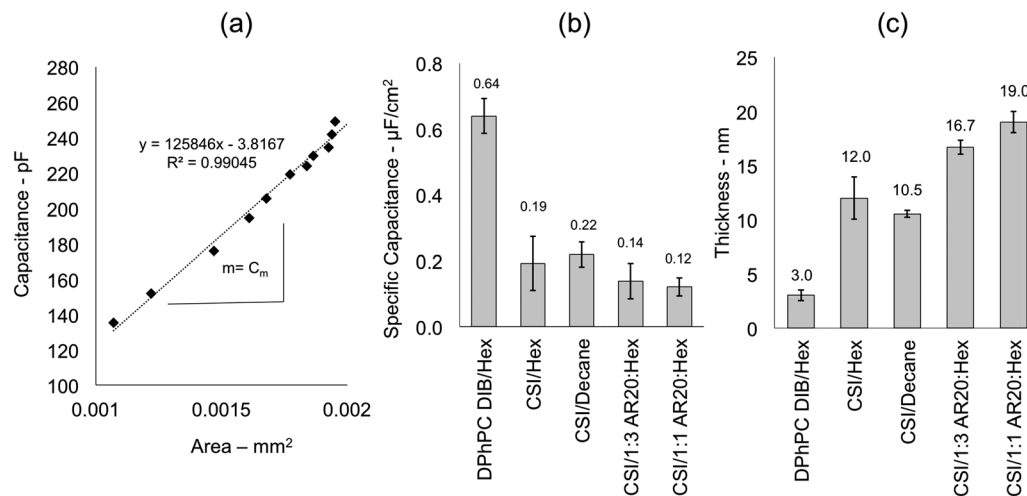 (a)
280
260
240
220
200
180
160
140
120
100
Capacitance - pF
y = 125846x - 3.8167
R² = 0.99045
m= Cm
0.001
0.0015
0.002
Area – mm²
(b)
0.8
0.6
0.4
0.2
0.0
Specific Capacitance - µF/cm²
0.64
0.19
0.22
0.14
0.12
DPhPC DIB/Hex
CSI/Hex
CSI/Decane
CSI/1:3 AR20:Hex
CSI/1:1 AR20:Hex
(c)
25
20
15
10
5
0
Thickness - nm
3.0
12.0
10.5
16.7
19.0
DPhPC DIB/Hex
CSI/Hex
CSI/Decane
CSI/1:3 AR20:Hex
CSI/1:1 AR20:Hex